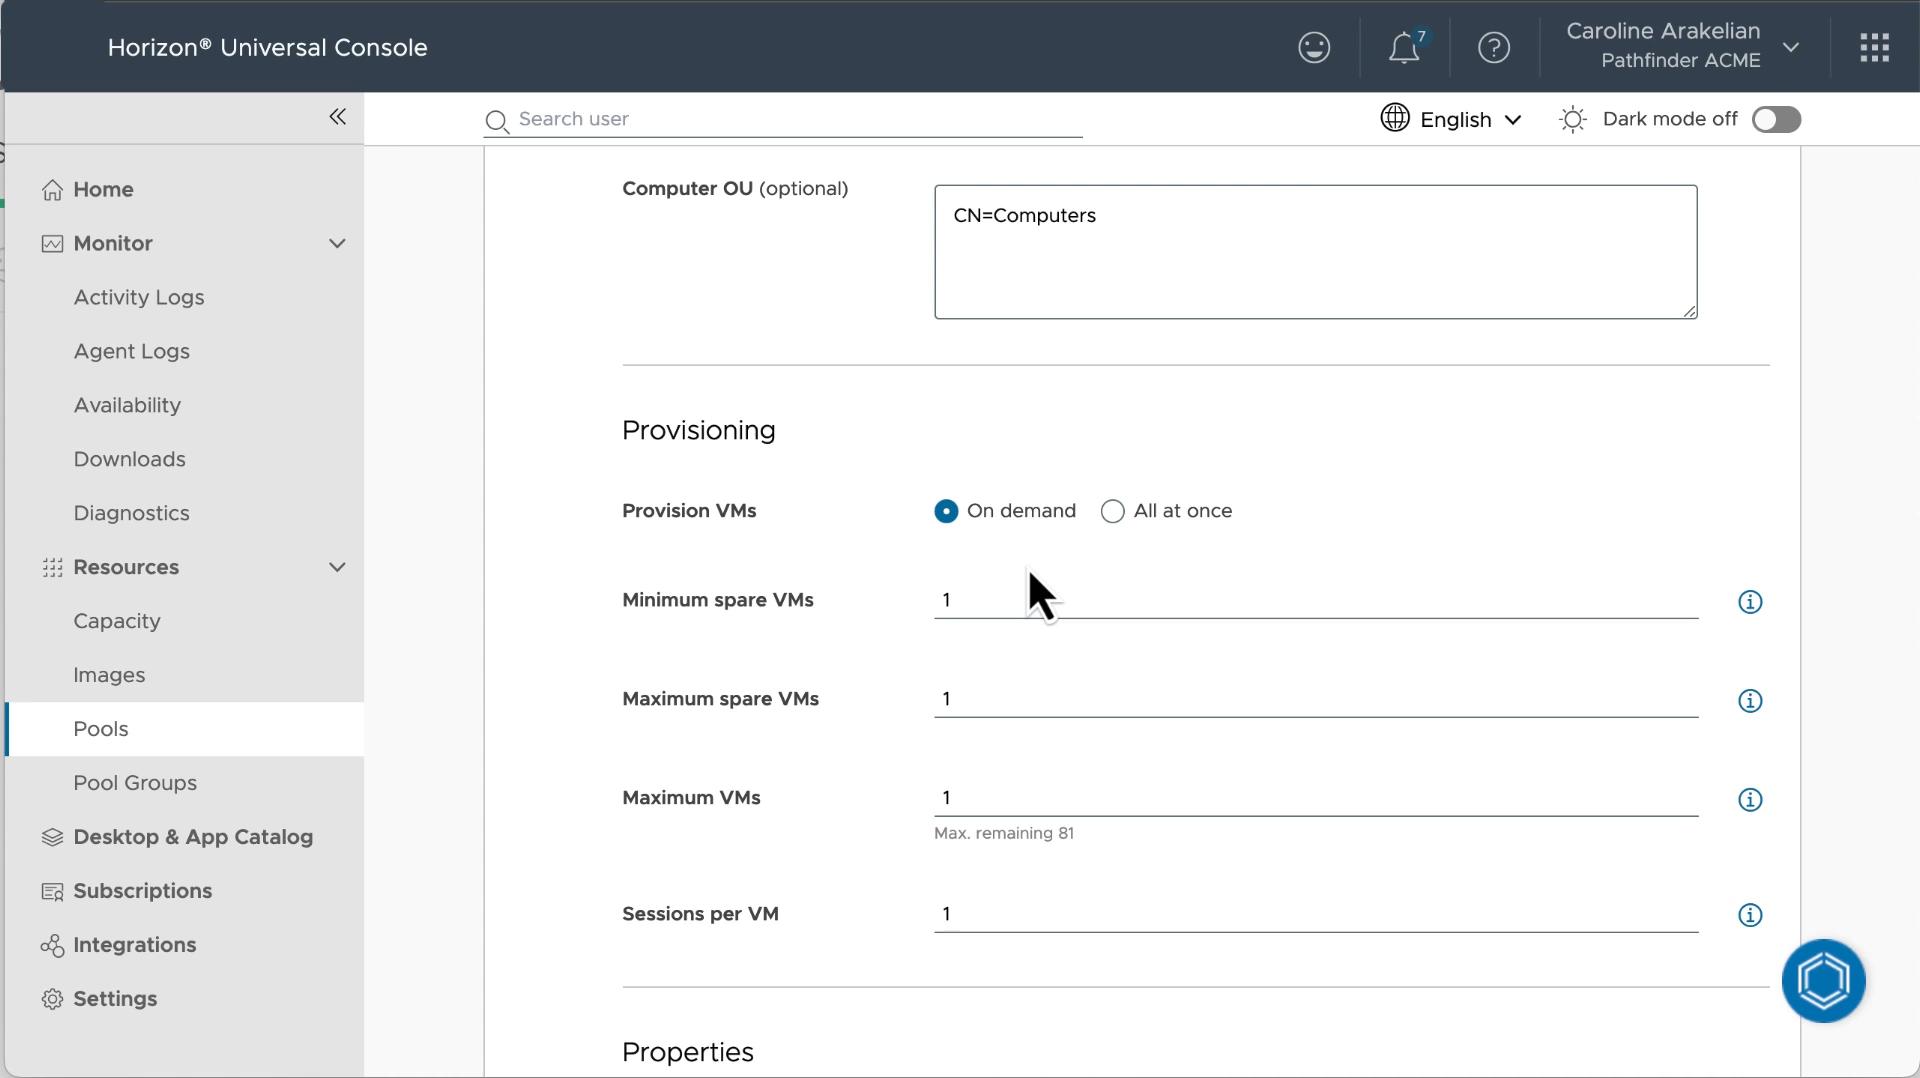 Horizon® Universal Console
7
Caroline Arakelian
Pathfinder ACME
Search user
English
Dark mode off
Home
Monitor
Activity Logs
Agent Logs
Availability
Downloads
Diagnostics
Resources
Capacity
Images
Pools
Pool Groups
Desktop & App Catalog
Subscriptions
Integrations
Settings
Computer OU (optional)
CN=Computers
Provisioning
Provision VMs
On demand
All at once
Minimum spare VMs
1
Maximum spare VMs
1
Maximum VMs
1
Max. remaining 81
Sessions per VM
1
Properties